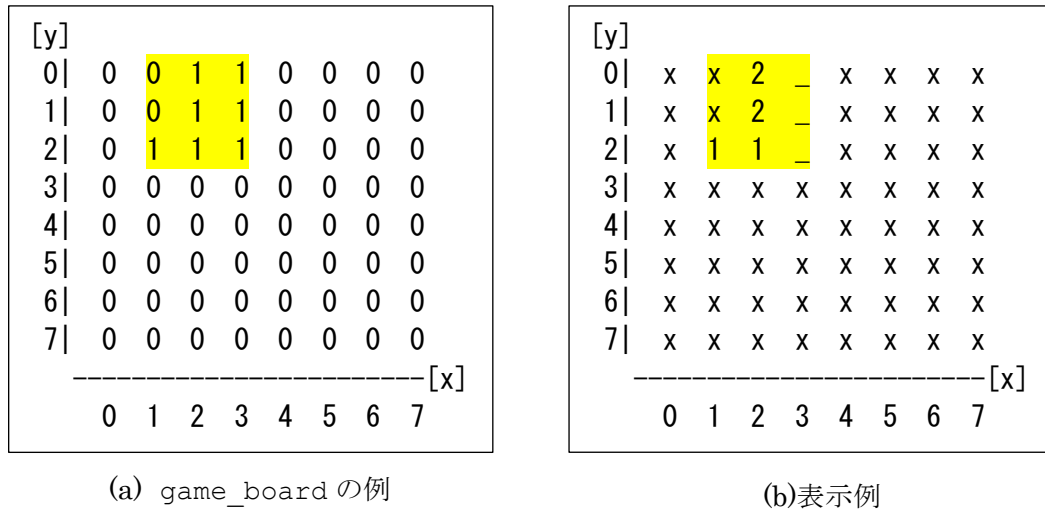 [y]
0| 0 0 1 1 0 0 0 0
1| 0 0 1 1 0 0 0 0
2| 0 1 1 1 0 0 0 0
3| 0 0 0 0 0 0 0 0
4| 0 0 0 0 0 0 0 0
5| 0 0 0 0 0 0 0 0
6| 0 0 0 0 0 0 0 0
7| 0 0 0 0 0 0 0 0
------------------------[x]
0 1 2 3 4 5 6 7
(a) game_board の例
[y]
0| x x 2 _ x x x x
1| x x 2 _ x x x x
2| x 1 1 _ x x x x
3| x x x x x x x x
4| x x x x x x x x
5| x x x x x x x x
6| x x x x x x x x
7| x x x x x x x x
------------------------[x]
0 1 2 3 4 5 6 7
(b)表示例